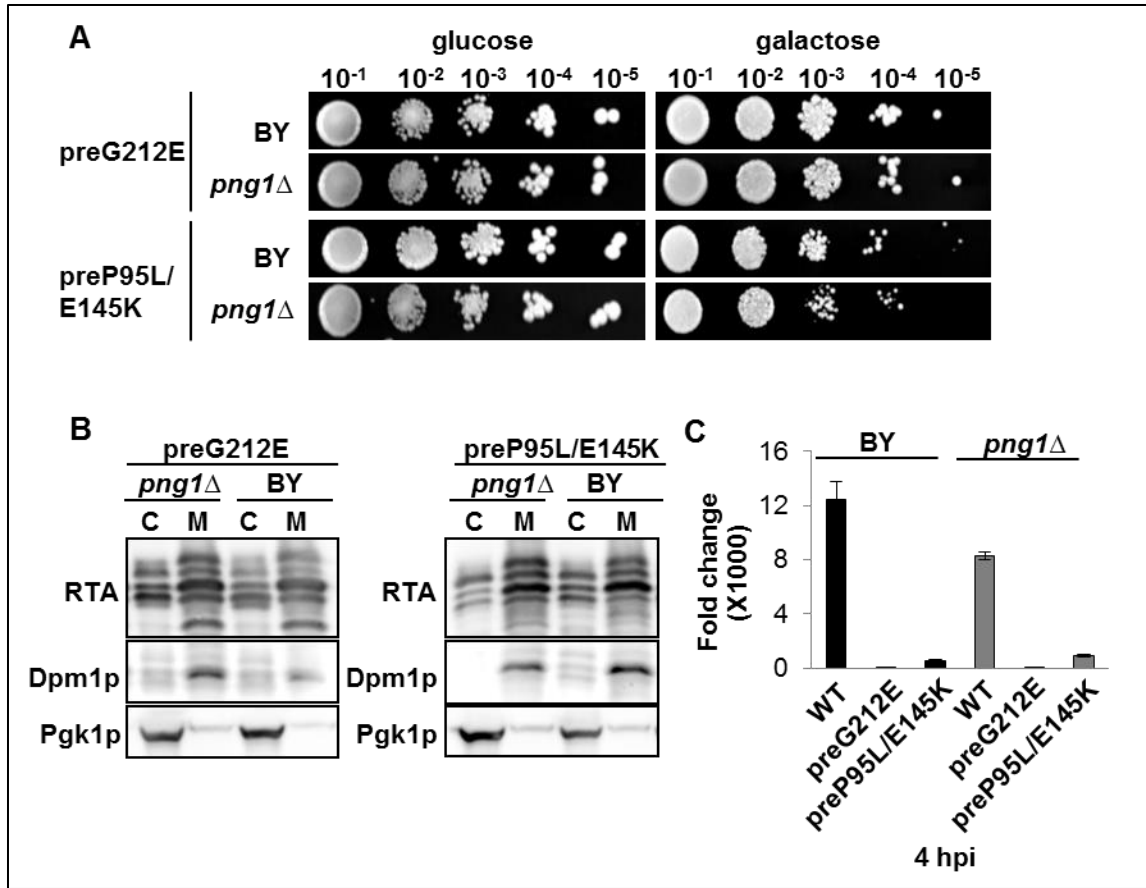 A
glucose galactose
10-1 10-2 10-3 10-4 10-5 10-1 10-2 10-3 10-4 10-5
preG212E
BY
png1Δ
preP95L/
E145K
BY
png1Δ
B
preG212E preP95L/E145K
png1Δ BY png1Δ BY
C M C M C M C M
RTA RTA
Dpm1p Dpm1p
Pgk1p Pgk1p
C
BY png1Δ
Fold change
(X1000)
16
12
8
4
0
WT
preG212E
preP95L/E145K
WT
preG212E
preP95L/E145K
4 hpi